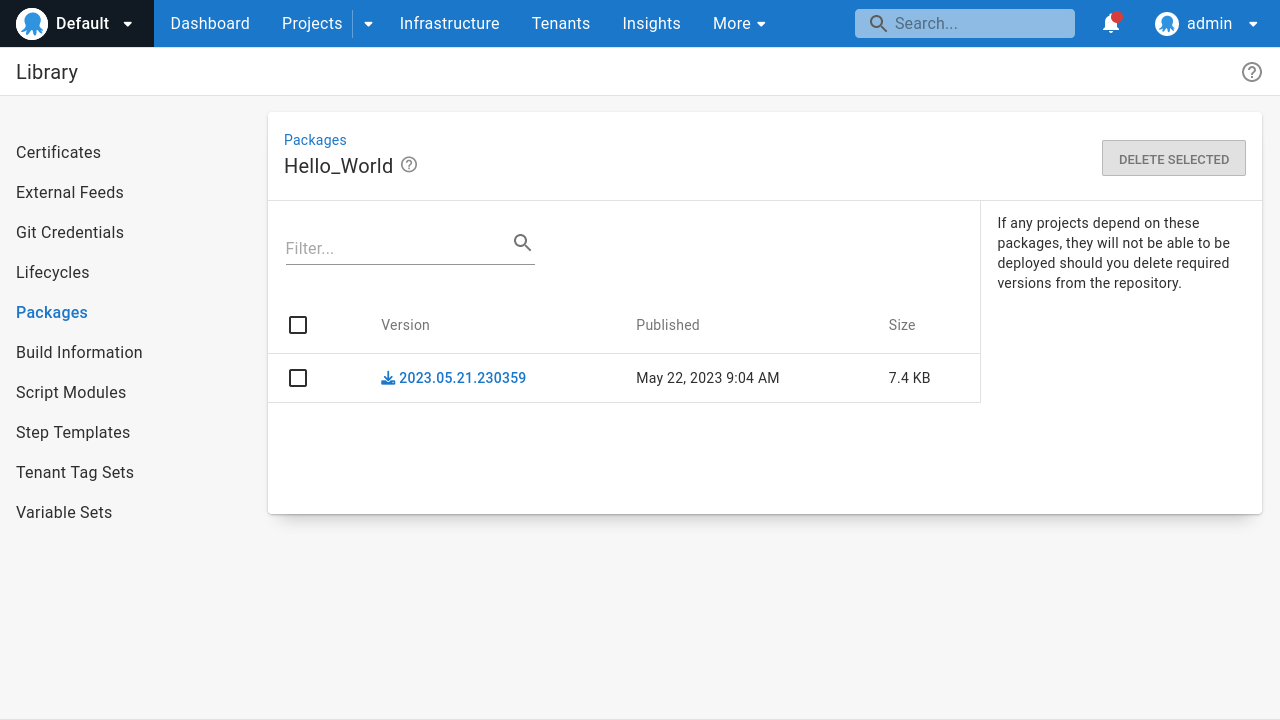 Default Dashboard Projects Infrastructure Tenants Insights More Search... admin
Library
Certificates
External Feeds
Git Credentials
Lifecycles
Packages
Build Information
Script Modules
Step Templates
Tenant Tag Sets
Variable Sets
Packages
Hello_World
DELETE SELECTED
Filter...
Version Published Size
2023.05.21.230359 May 22, 2023 9:04 AM 7.4 KB
If any projects depend on these
packages, they will not be able to be
deployed should you delete required
versions from the repository.